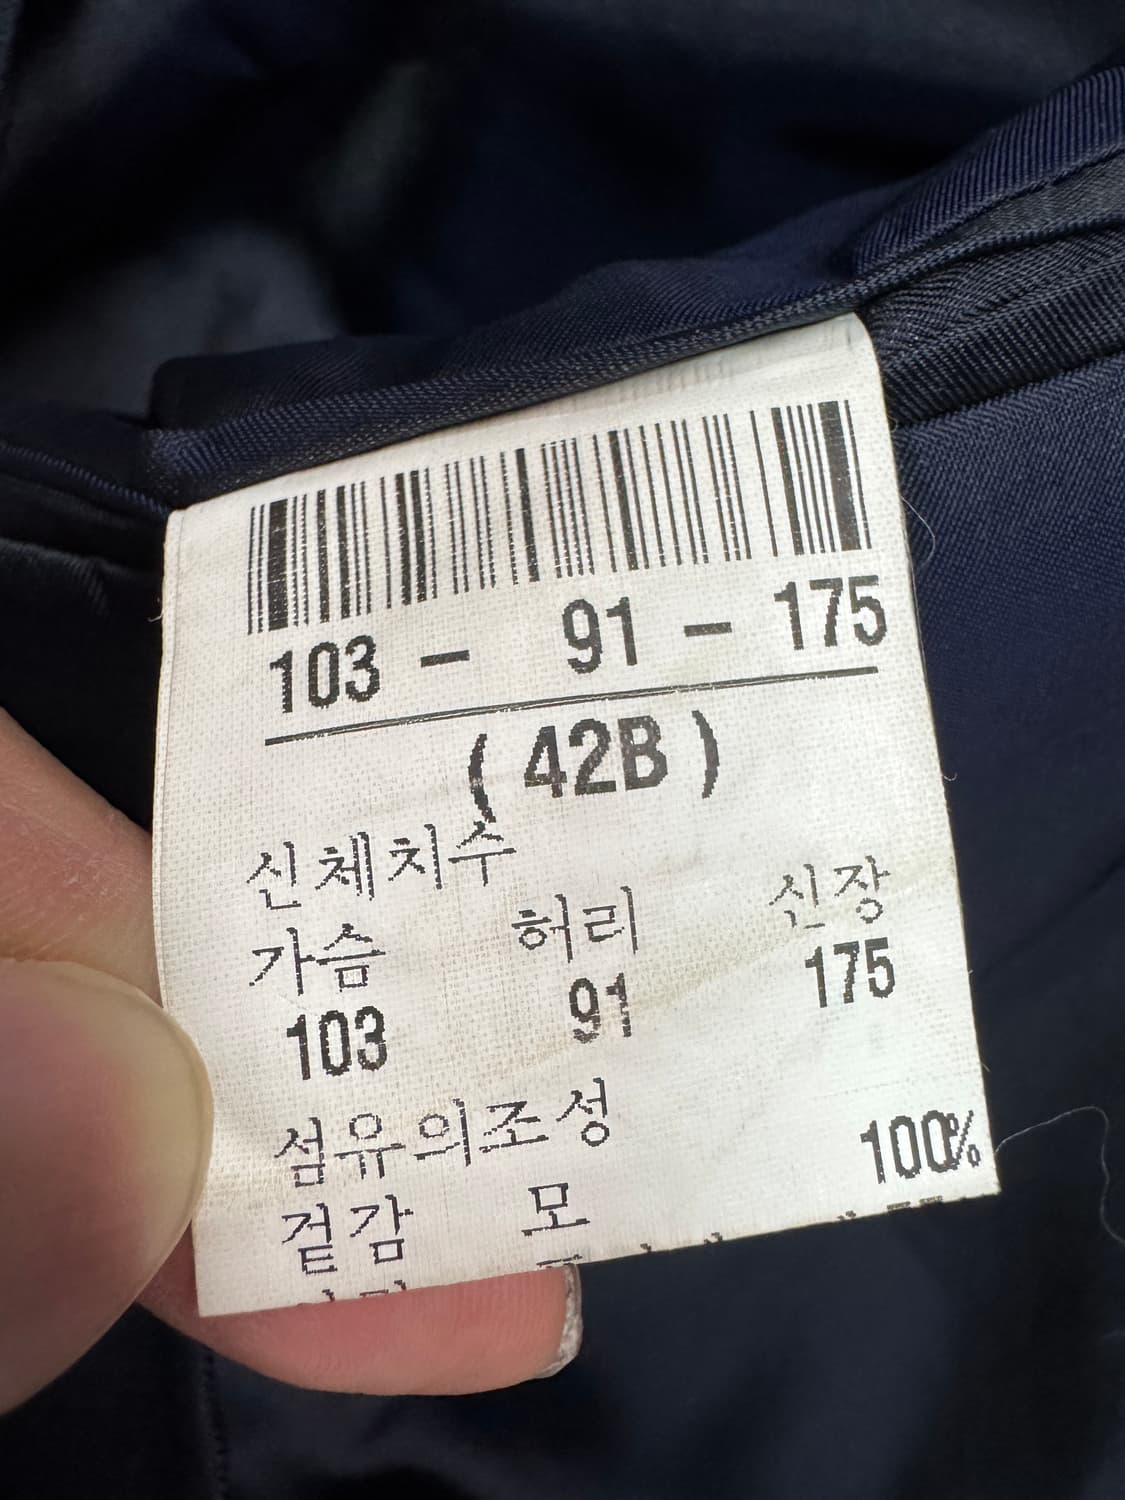 103 - 91 - 175
( 42B )
신체치수
가슴 허리 신장
103 91 175
섬유의조성
겉감 모 100%